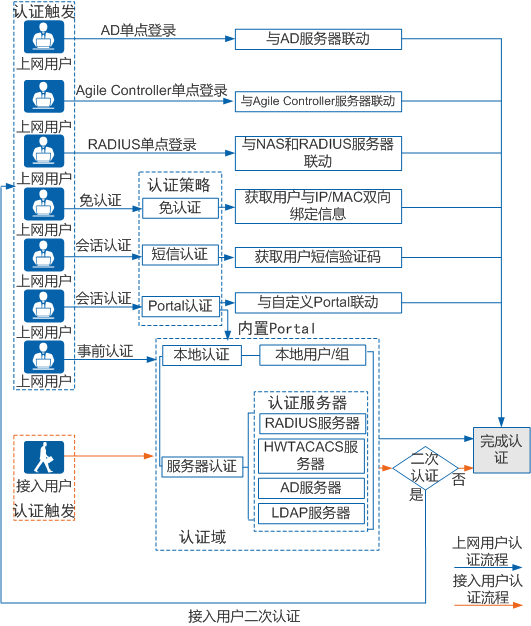 认证触发
AD单点登录
上网用户
与AD服务器联动
Agile Controller单点登录
上网用户
与Agile Controller服务器联动
RADIUS单点登录
上网用户
与NAS和RADIUS服务器
联动
认证策略
免认证
上网用户
免认证
获取用户与IP/MAC双向
绑定信息
会话认证
上网用户
短信认证
获取用户短信验证码
会话认证
上网用户
Portal认证
与自定义Portal联动
内置Portal
事前认证
上网用户
本地认证
本地用户/组
认证服务器
RADIUS服务器
HWTACACS服
务器
AD服务器
LDAP服务器
服务器认证
认证域
接入用户
认证触发
二次
认证
是
否
完成认
证
上网用户认
证流程
接入用户认
证流程
接入用户二次认证